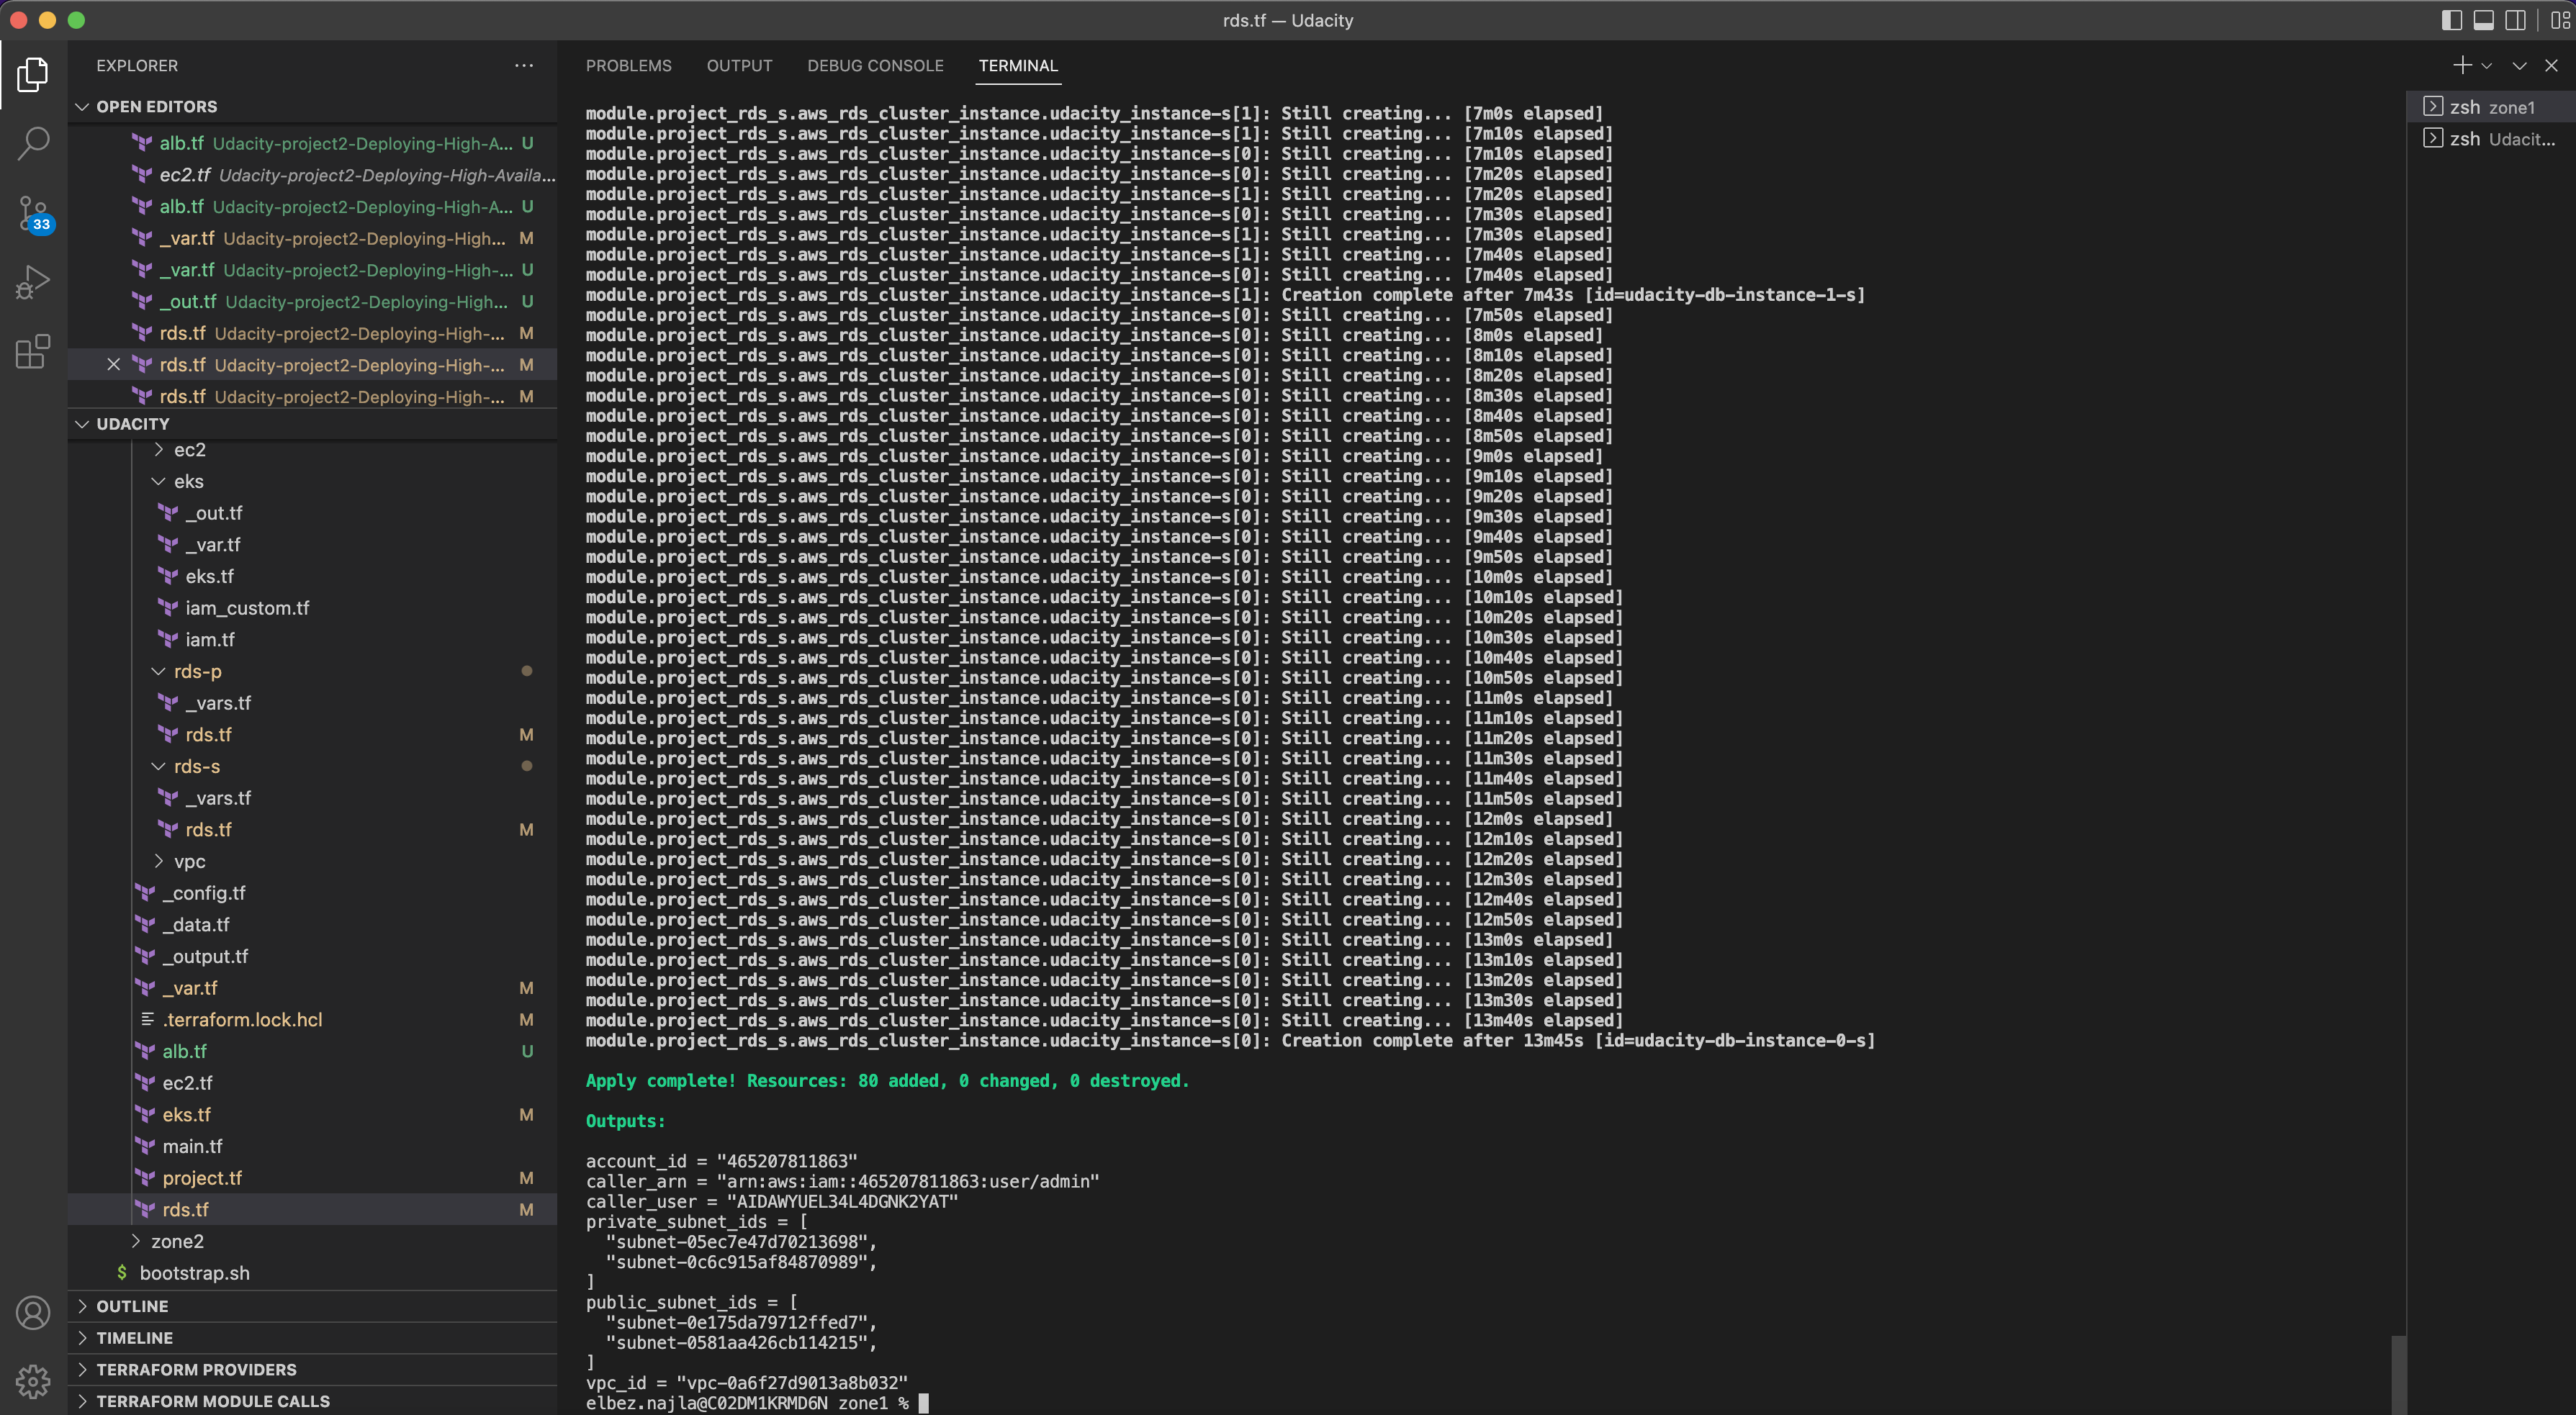 rds.tf — Udacity
EXPLORER
OPEN EDITORS
alb.tf Udacity-project2-Deploying-High-A... U
ec2.tf Udacity-project2-Deploying-High-Availa...
alb.tf Udacity-project2-Deploying-High-A... U
_var.tf Udacity-project2-Deploying-High... M
_var.tf Udacity-project2-Deploying-High-... U
_out.tf Udacity-project2-Deploying-High... U
rds.tf Udacity-project2-Deploying-High-... M
rds.tf Udacity-project2-Deploying-High-... M
rds.tf Udacity-project2-Deploying-High-... M
33
UDACITY
ec2
eks
_out.tf
_var.tf
eks.tf
iam_custom.tf
iam.tf
rds-p
_vars.tf
rds.tf M
rds-s
_vars.tf
rds.tf M
vpc
_config.tf
_data.tf
_output.tf
_var.tf M
.terraform.lock.hcl M
alb.tf U
ec2.tf
eks.tf M
main.tf
project.tf M
rds.tf M
zone2
$ bootstrap.sh
OUTLINE
TIMELINE
TERRAFORM PROVIDERS
TERRAFORM MODULE CALLS
PROBLEMS OUTPUT DEBUG CONSOLE TERMINAL
module.project_rds_s.aws_rds_cluster_instance.udacity_instance-s[1]: Still creating... [7m0s elapsed]
module.project_rds_s.aws_rds_cluster_instance.udacity_instance-s[1]: Still creating... [7m10s elapsed]
module.project_rds_s.aws_rds_cluster_instance.udacity_instance-s[0]: Still creating... [7m10s elapsed]
module.project_rds_s.aws_rds_cluster_instance.udacity_instance-s[0]: Still creating... [7m20s elapsed]
module.project_rds_s.aws_rds_cluster_instance.udacity_instance-s[1]: Still creating... [7m20s elapsed]
module.project_rds_s.aws_rds_cluster_instance.udacity_instance-s[0]: Still creating... [7m30s elapsed]
module.project_rds_s.aws_rds_cluster_instance.udacity_instance-s[1]: Still creating... [7m30s elapsed]
module.project_rds_s.aws_rds_cluster_instance.udacity_instance-s[1]: Still creating... [7m40s elapsed]
module.project_rds_s.aws_rds_cluster_instance.udacity_instance-s[0]: Still creating... [7m40s elapsed]
module.project_rds_s.aws_rds_cluster_instance.udacity_instance-s[1]: Creation complete after 7m43s [id=udacity-db-instance-1-s]
module.project_rds_s.aws_rds_cluster_instance.udacity_instance-s[0]: Still creating... [7m50s elapsed]
module.project_rds_s.aws_rds_cluster_instance.udacity_instance-s[0]: Still creating... [8m0s elapsed]
module.project_rds_s.aws_rds_cluster_instance.udacity_instance-s[0]: Still creating... [8m10s elapsed]
module.project_rds_s.aws_rds_cluster_instance.udacity_instance-s[0]: Still creating... [8m20s elapsed]
module.project_rds_s.aws_rds_cluster_instance.udacity_instance-s[0]: Still creating... [8m30s elapsed]
module.project_rds_s.aws_rds_cluster_instance.udacity_instance-s[0]: Still creating... [8m40s elapsed]
module.project_rds_s.aws_rds_cluster_instance.udacity_instance-s[0]: Still creating... [8m50s elapsed]
module.project_rds_s.aws_rds_cluster_instance.udacity_instance-s[0]: Still creating... [9m0s elapsed]
module.project_rds_s.aws_rds_cluster_instance.udacity_instance-s[0]: Still creating... [9m10s elapsed]
module.project_rds_s.aws_rds_cluster_instance.udacity_instance-s[0]: Still creating... [9m20s elapsed]
module.project_rds_s.aws_rds_cluster_instance.udacity_instance-s[0]: Still creating... [9m30s elapsed]
module.project_rds_s.aws_rds_cluster_instance.udacity_instance-s[0]: Still creating... [9m40s elapsed]
module.project_rds_s.aws_rds_cluster_instance.udacity_instance-s[0]: Still creating... [9m50s elapsed]
module.project_rds_s.aws_rds_cluster_instance.udacity_instance-s[0]: Still creating... [10m0s elapsed]
module.project_rds_s.aws_rds_cluster_instance.udacity_instance-s[0]: Still creating... [10m10s elapsed]
module.project_rds_s.aws_rds_cluster_instance.udacity_instance-s[0]: Still creating... [10m20s elapsed]
module.project_rds_s.aws_rds_cluster_instance.udacity_instance-s[0]: Still creating... [10m30s elapsed]
module.project_rds_s.aws_rds_cluster_instance.udacity_instance-s[0]: Still creating... [10m40s elapsed]
module.project_rds_s.aws_rds_cluster_instance.udacity_instance-s[0]: Still creating... [10m50s elapsed]
module.project_rds_s.aws_rds_cluster_instance.udacity_instance-s[0]: Still creating... [11m0s elapsed]
module.project_rds_s.aws_rds_cluster_instance.udacity_instance-s[0]: Still creating... [11m10s elapsed]
module.project_rds_s.aws_rds_cluster_instance.udacity_instance-s[0]: Still creating... [11m20s elapsed]
module.project_rds_s.aws_rds_cluster_instance.udacity_instance-s[0]: Still creating... [11m30s elapsed]
module.project_rds_s.aws_rds_cluster_instance.udacity_instance-s[0]: Still creating... [11m40s elapsed]
module.project_rds_s.aws_rds_cluster_instance.udacity_instance-s[0]: Still creating... [11m50s elapsed]
module.project_rds_s.aws_rds_cluster_instance.udacity_instance-s[0]: Still creating... [12m0s elapsed]
module.project_rds_s.aws_rds_cluster_instance.udacity_instance-s[0]: Still creating... [12m10s elapsed]
module.project_rds_s.aws_rds_cluster_instance.udacity_instance-s[0]: Still creating... [12m20s elapsed]
module.project_rds_s.aws_rds_cluster_instance.udacity_instance-s[0]: Still creating... [12m30s elapsed]
module.project_rds_s.aws_rds_cluster_instance.udacity_instance-s[0]: Still creating... [12m40s elapsed]
module.project_rds_s.aws_rds_cluster_instance.udacity_instance-s[0]: Still creating... [12m50s elapsed]
module.project_rds_s.aws_rds_cluster_instance.udacity_instance-s[0]: Still creating... [13m0s elapsed]
module.project_rds_s.aws_rds_cluster_instance.udacity_instance-s[0]: Still creating... [13m10s elapsed]
module.project_rds_s.aws_rds_cluster_instance.udacity_instance-s[0]: Still creating... [13m20s elapsed]
module.project_rds_s.aws_rds_cluster_instance.udacity_instance-s[0]: Still creating... [13m30s elapsed]
module.project_rds_s.aws_rds_cluster_instance.udacity_instance-s[0]: Still creating... [13m40s elapsed]
module.project_rds_s.aws_rds_cluster_instance.udacity_instance-s[0]: Creation complete after 13m45s [id=udacity-db-instance-0-s]
Apply complete! Resources: 80 added, 0 changed, 0 destroyed.
Outputs:
account_id = "465207811863"
caller_arn = "arn:aws:iam::465207811863:user/admin"
caller_user = "AIDAWYUEL34L4DGNK2YAT"
private_subnet_ids = [
"subnet-05ec7e47d70213698",
"subnet-0c6c915af84870989",
]
public_subnet_ids = [
"subnet-0e175da79712ffed7",
"subnet-0581aa426cb114215",
]
vpc_id = "vpc-0a6f27d9013a8b032"
elbez.najla@C02DM1KRMD6N zone1 %
zsh zone1
zsh Udacit...